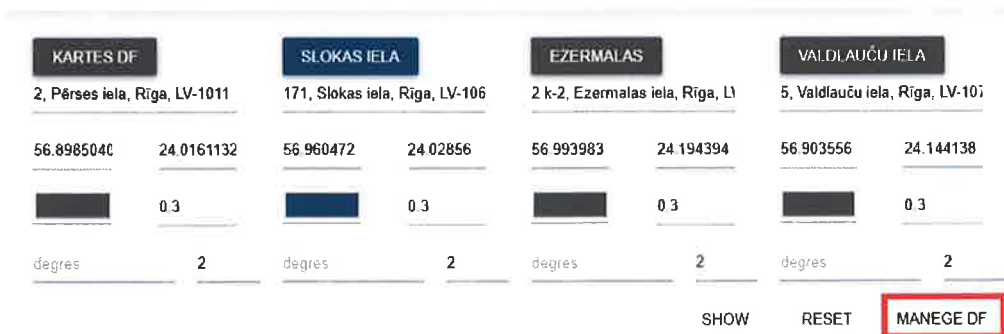 KARTES DF SLOKAS IELA EZERMALAS VALDLAUČU IELA
2, Pērses iela, Rīga, LV-1011 171, Slokas iela, Rīga, LV-106 2 k-2, Ezermalas iela, Rīga, LV 5, Valdlauču iela, Rīga, LV-107
56.8985040 24.0161132 56.960472 24.02856 56.993983 24.194394 56.903556 24.144138
0.3 0.3 0.3 0.3
degres 2 degres 2 degres 2 degres 2
SHOW RESET MANEGE DF